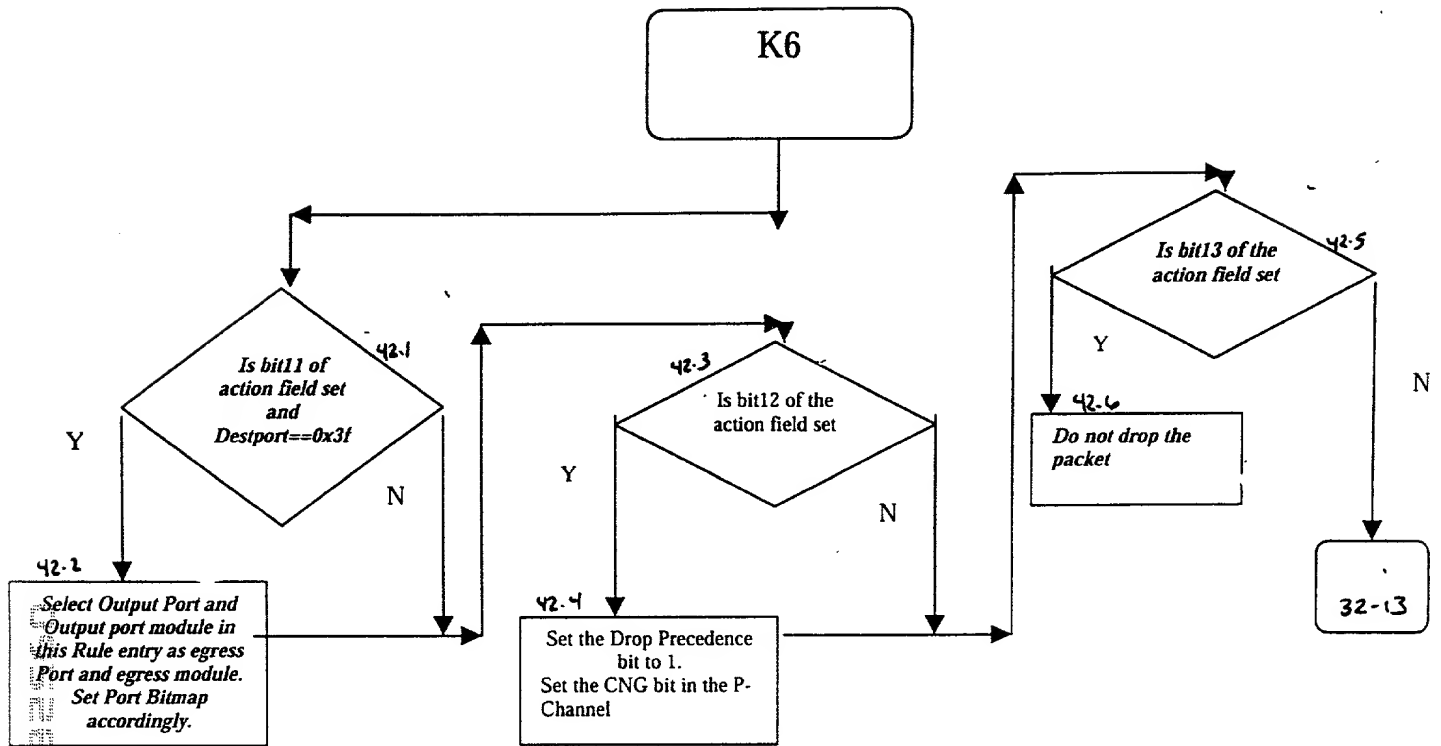 K6
Is bit11 of
action field set
and
Destport==0x3f
42.1
Y
N
42.2
Select Output Port and
Output port module in
this Rule entry as egress
Port and egress module.
Set Port Bitmap
accordingly.
42.3
Is bit12 of the
action field set
Y
N
42.4
Set the Drop Precedence
bit to 1.
Set the CNG bit in the P-
Channel
42.5
Is bit13 of the
action field set
Y
N
42.6
Do not drop the
packet
32-13